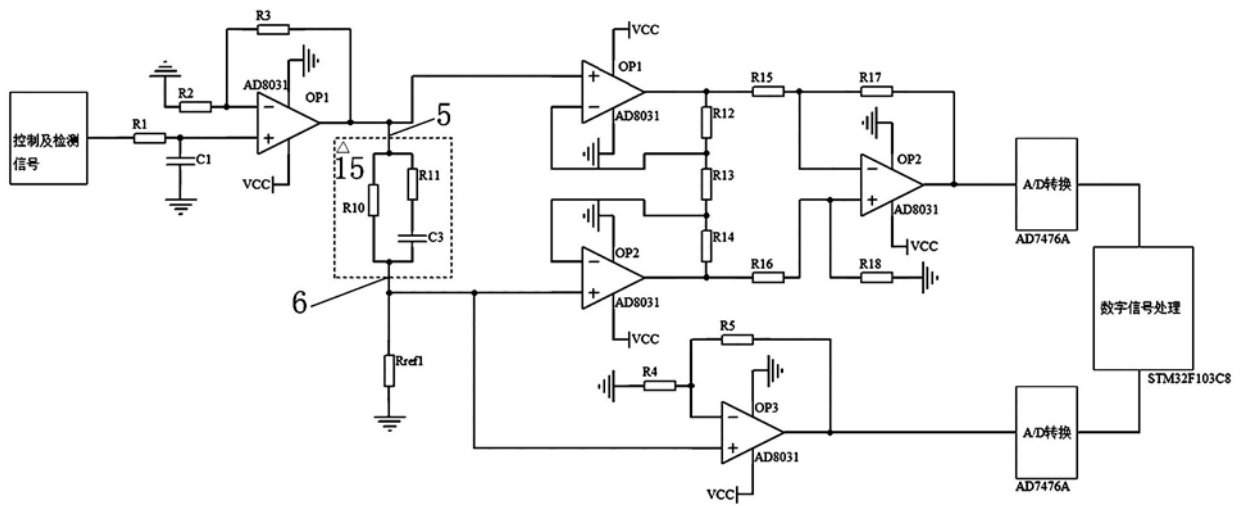 R3
VCC
AD8031
OP1
OP1
R15
R17
R2
R1
R12
AD8031
5
OP2
控制及检测
信号
C1
△
15
R11
R13
A/D转换
VCC
R10
AD8031
AD7476A
C3
OP2
R14
VCC
R16
R18
6
AD8031
数字信号处理
VCC
R5
Rref1
R4
STM32F103C8
OP3
A/D转换
AD8031
VCC
AD7476A